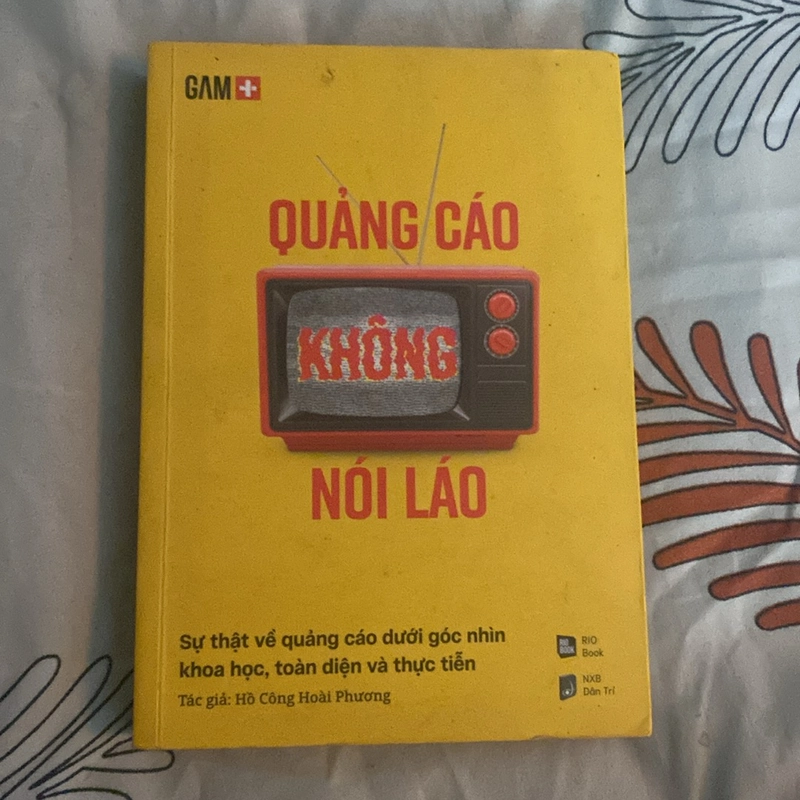 GAM+
QUẢNG CÁO
KHÔNG
NÓI LÁO
Sự thật về quảng cáo dưới góc nhìn
khoa học, toàn diện và thực tiễn
Tác giả: Hồ Công Hoài Phương
RIO BOOK
RIO
Book
NXB
Dân Trí